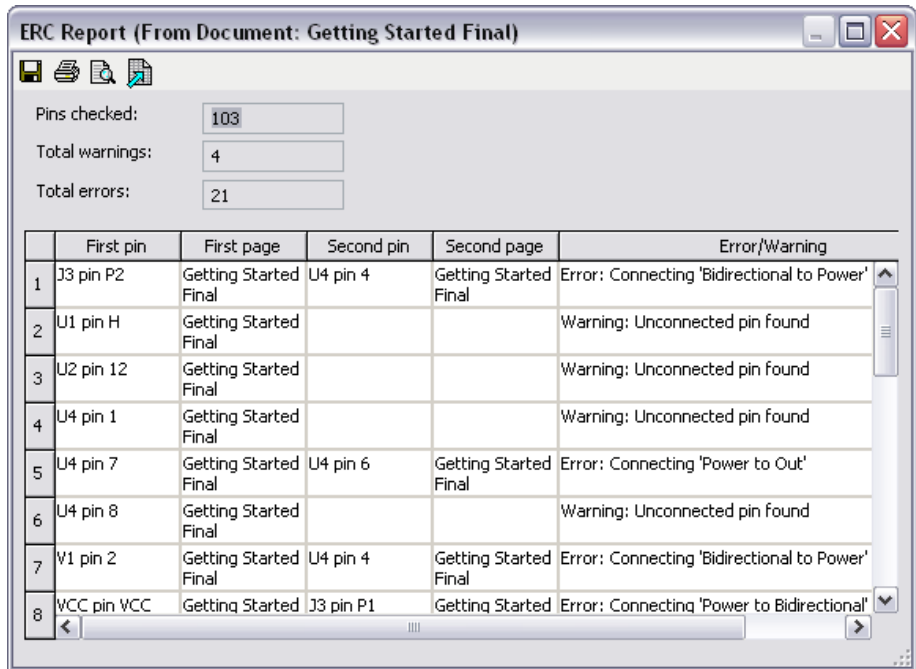 ERC Report (From Document: Getting Started Final)
Pins checked: 103
Total warnings: 4
Total errors: 21
First pin First page Second pin Second page Error/Warning
1 J3 pin P2 Getting Started Final U4 pin 4 Getting Started Final Error: Connecting 'Bidirectional to Power'
2 U1 pin H Getting Started Final Warning: Unconnected pin found
3 U2 pin 12 Getting Started Final Warning: Unconnected pin found
4 U4 pin 1 Getting Started Final Warning: Unconnected pin found
5 U4 pin 7 Getting Started Final U4 pin 6 Getting Started Final Error: Connecting 'Power to Out'
6 U4 pin 8 Getting Started Final Warning: Unconnected pin found
7 V1 pin 2 Getting Started Final U4 pin 4 Getting Started Final Error: Connecting 'Bidirectional to Power'
8 VCC pin VCC Getting Started J3 pin P1 Getting Started Error: Connecting 'Power to Bidirectional'